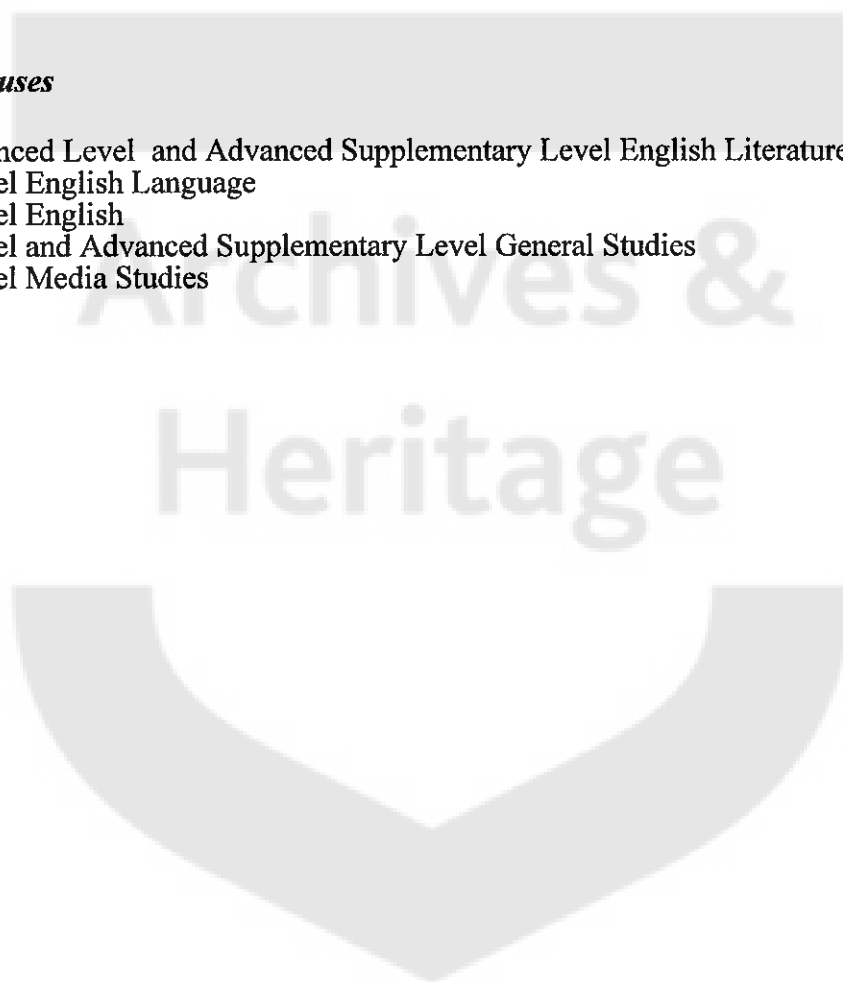 uses
nced Level and Advanced Supplementary Level English Literature
el English Language
el English
el and Advanced Supplementary Level General Studies
el Media Studies
Archives &
Heritage